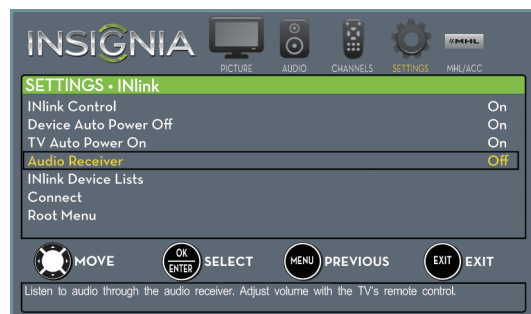 INSIGNIA
PICTURE AUDIO CHANNELS SETTINGS MHL/ACC
MHL
SETTINGS • INlink
INlink Control On
Device Auto Power Off On
TV Auto Power On On
Audio Receiver Off
INlink Device Lists
Connect
Root Menu
MOVE OK ENTER SELECT MENU PREVIOUS EXIT EXIT
Listen to audio through the audio receiver. Adjust volume with the TV's remote control.